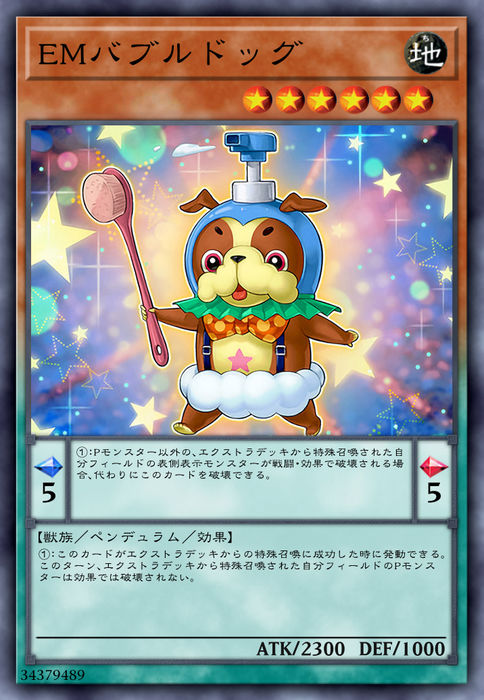 EMバブルドッグ
ち
地
①:Pモンスター以外の、エクストラデッキから特殊召喚された自
分フィールドの表側表示モンスターが戦闘・効果で破壊される場
合、代わりにこのカードを破壊できる。
5
5
【獣族／ペンデュラム／効果】
①:このカードがエクストラデッキからの特殊召喚に成功した時に発動できる。
このターン、エクストラデッキから特殊召喚された自分フィールドのPモンス
ターは効果では破壊されない。
ATK/2300 DEF/1000
34379489